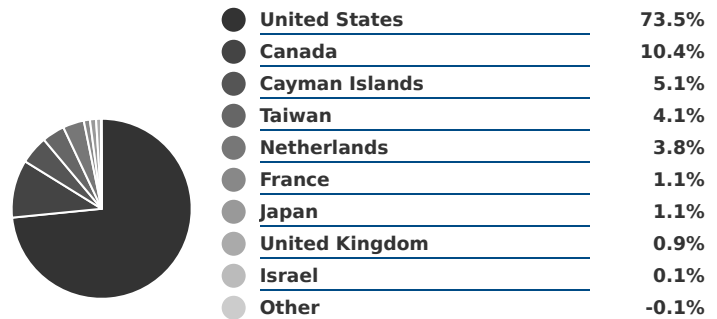 United States 73.5%
Canada 10.4%
Cayman Islands 5.1%
Taiwan 4.1%
Netherlands 3.8%
France 1.1%
Japan 1.1%
United Kingdom 0.9%
Israel 0.1%
Other -0.1%